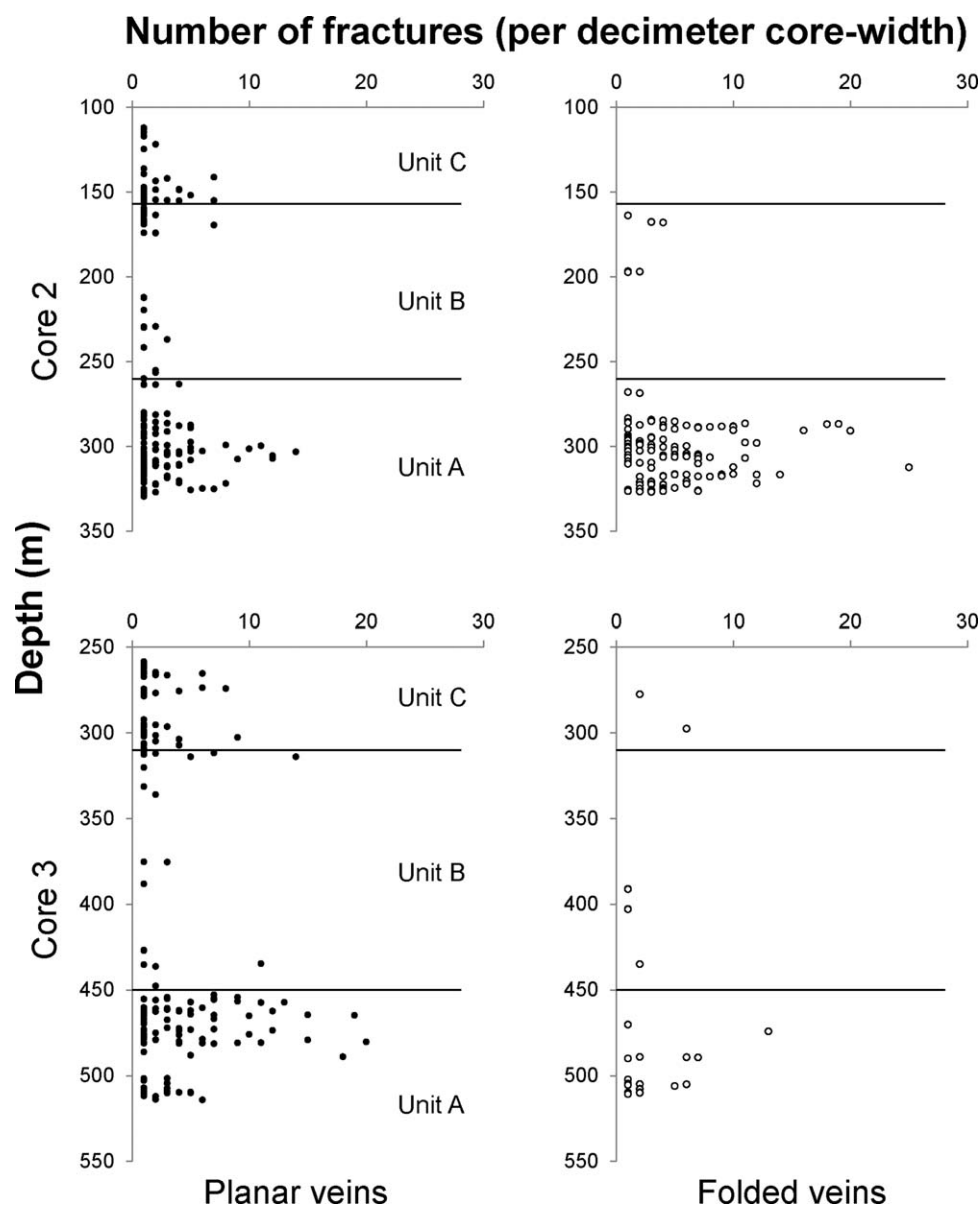 Number of fractures (per decimeter core-width)
0 10 20 30
0 10 20 30
100
150
200
250
300
350
Unit C
Unit B
Unit A
100
150
200
250
300
350
Core 2
Depth (m)
0 10 20 30
0 10 20 30
250
300
350
400
450
500
550
Unit C
Unit B
Unit A
250
300
350
400
450
500
550
Core 3
Planar veins
Folded veins